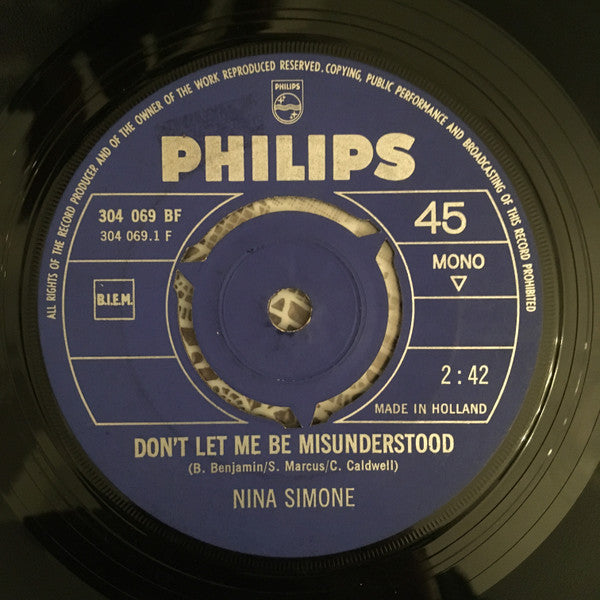 ALL RIGHTS OF THE RECORD PRODUCER AND OF THE OWNER OF THE WORK REPRODUCED RESERVED. COPYING, PUBLIC PERFORMANCE AND BROADCASTING OF THIS RECORD PROHIBITED
PHILIPS
PHILIPS
304 069 BF
304 069.1 F
45
MONO
B.I.E.M.
2:42
MADE IN HOLLAND
DON'T LET ME BE MISUNDERSTOOD
(B. Benjamin/S. Marcus/C. Caldwell)
NINA SIMONE